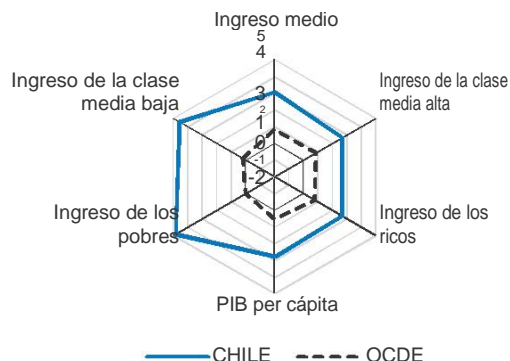 Ingreso medio
5
4
3
2
1
0
-1
-2
Ingreso de la clase
media baja
Ingreso de la clase
media alta
Ingreso de los
pobres
Ingreso de los
ricos
PIB per cápita
CHILE
OCDE